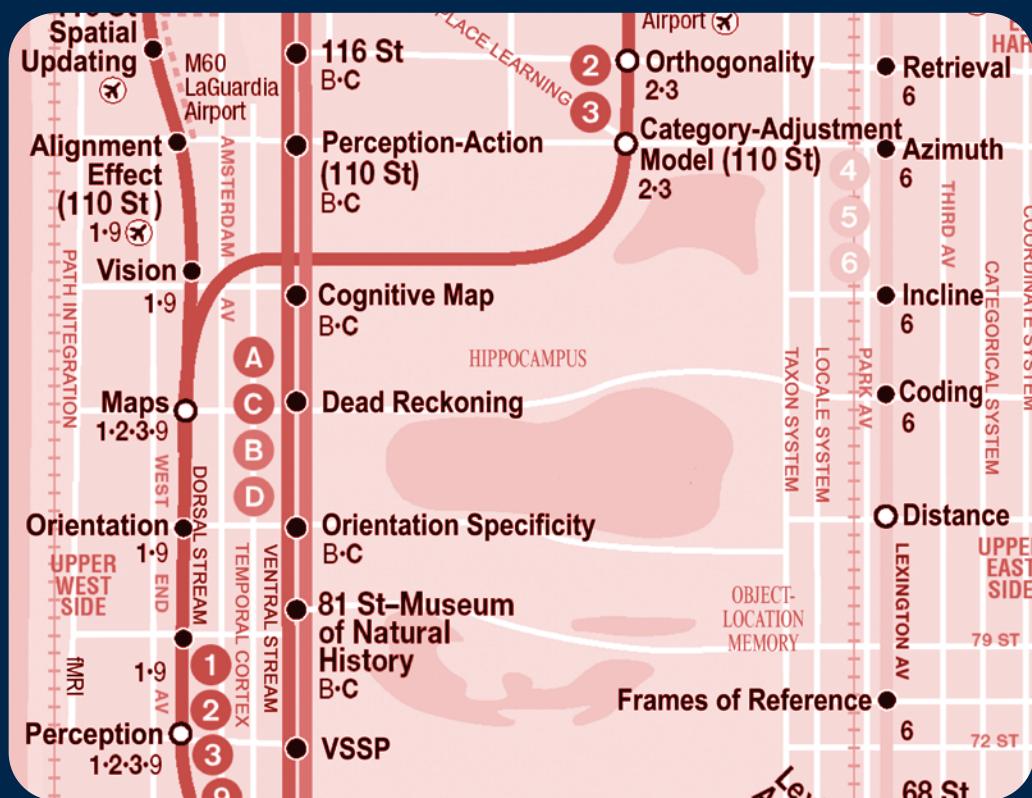 Spatial
Updating
M60
LaGuardia
Airport
116 St
B·C
PLACE LEARNING
Airport
2
3
Orthogonality
2·3
Retrieval
6
Alignment
Effect
(110 St)
1·9
AMSTERDAM AV
Perception-Action
(110 St)
B·C
Category-Adjustment
Model (110 St)
2·3
Azimuth
6
4
5
6
THIRD AV
Vision
1·9
PATH INTEGRATION
Cognitive Map
B·C
Incline
6
CATEGORICAL SYSTEM
COORDINATE SYSTEM
HIPPOCAMPUS
TAXON SYSTEM
LOCALE SYSTEM
PARK AV
A
C
B
D
Maps
1·2·3·9
Dead Reckoning
Coding
6
WEST END AV
DORSAL STREAM
Orientation
1·9
Orientation Specificity
B·C
Distance
UPPER
WEST
SIDE
TEMPORAL CORTEX
VENTRAL STREAM
LEXINGTON AV
UPPE
EAST
SIDE
81 St–Museum
of Natural
History
B·C
OBJECT-
LOCATION
MEMORY
79 ST
fMRI
1·9
1
2
3
9
Frames of Reference
6
Perception
1·2·3·9
VSSP
72 ST
68 St